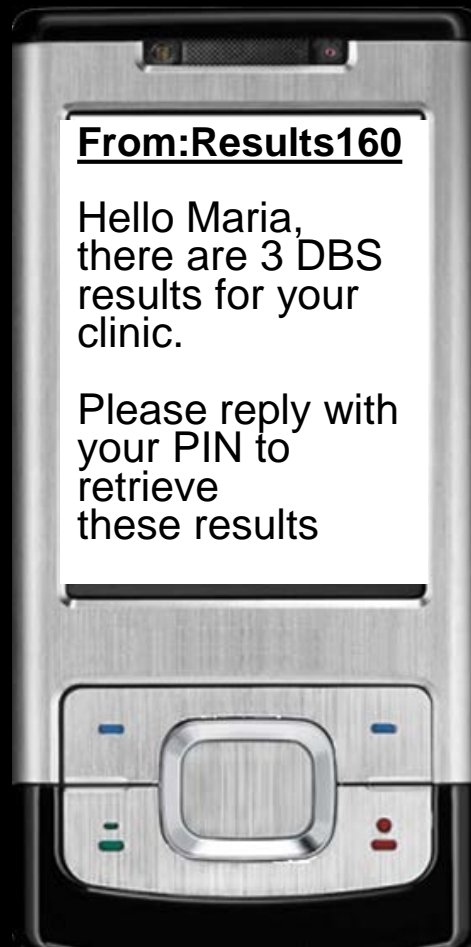 From:Results160
Hello Maria,
there are 3 DBS
results for your
clinic.
Please reply with
your PIN to
retrieve
these results